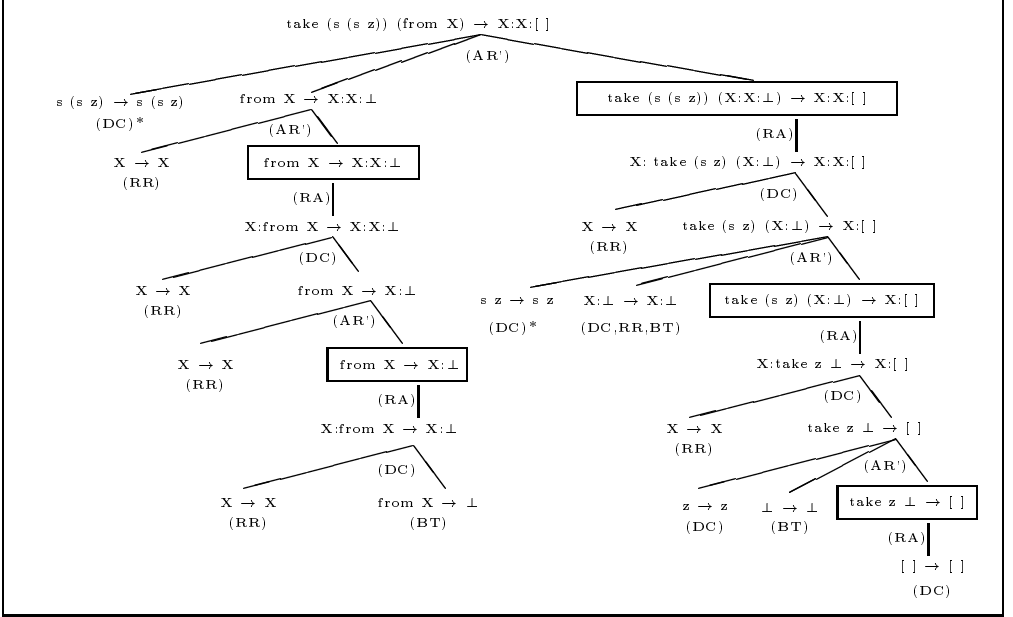 take (s (s z)) (from X) → X:X:[ ]
(AR')
s (s z) → s (s z) from X → X:X:⊥ take (s (s z)) (X:X:⊥) → X:X:[ ]
(DC)* (AR') (RA)
X → X from X → X:X:⊥ X: take (s z) (X:⊥) → X:X:[ ]
(RR) (RA) (DC)
X:from X → X:X:⊥ X → X take (s z) (X:⊥) → X:[ ]
(DC) (RR) (AR')
X → X from X → X:⊥ s z → s z X:⊥ → X:⊥ take (s z) (X:⊥) → X:[ ]
(RR) (AR') (DC)* (DC,RR,BT) (RA)
X → X from X → X:⊥ X:take z ⊥ → X:[ ]
(RR) (RA) (DC)
X:from X → X:⊥ X → X take z ⊥ → [ ]
(DC) (RR) (AR')
X → X from X → ⊥ z → z ⊥ → ⊥ take z ⊥ → [ ]
(RR) (BT) (DC) (BT) (RA)
[ ] → [ ]
(DC)